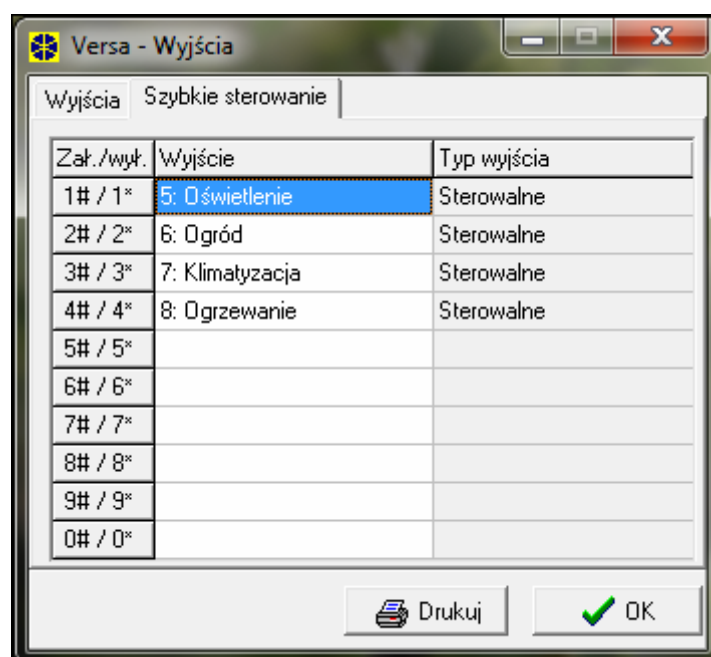 Versa - Wyjścia
Wyjścia Szybkie sterowanie
Zał./wył. Wyjście Typ wyjścia
1# / 1* 5: Oświetlenie Sterowalne
2# / 2* 6: Ogród Sterowalne
3# / 3* 7: Klimatyzacja Sterowalne
4# / 4* 8: Ogrzewanie Sterowalne
5# / 5*
6# / 6*
7# / 7*
8# / 8*
9# / 9*
0# / 0*
Drukuj OK